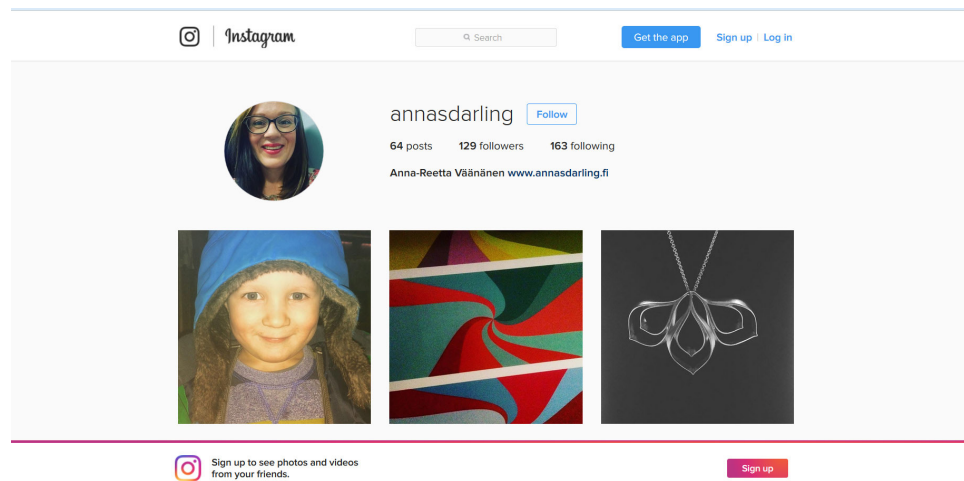 Instagram
Search
Get the app
Sign up | Log in
annasdarling Follow
64 posts 129 followers 163 following
Anna-Reetta Väänänen www.annasdarling.fi
Sign up to see photos and videos
from your friends.
Sign up